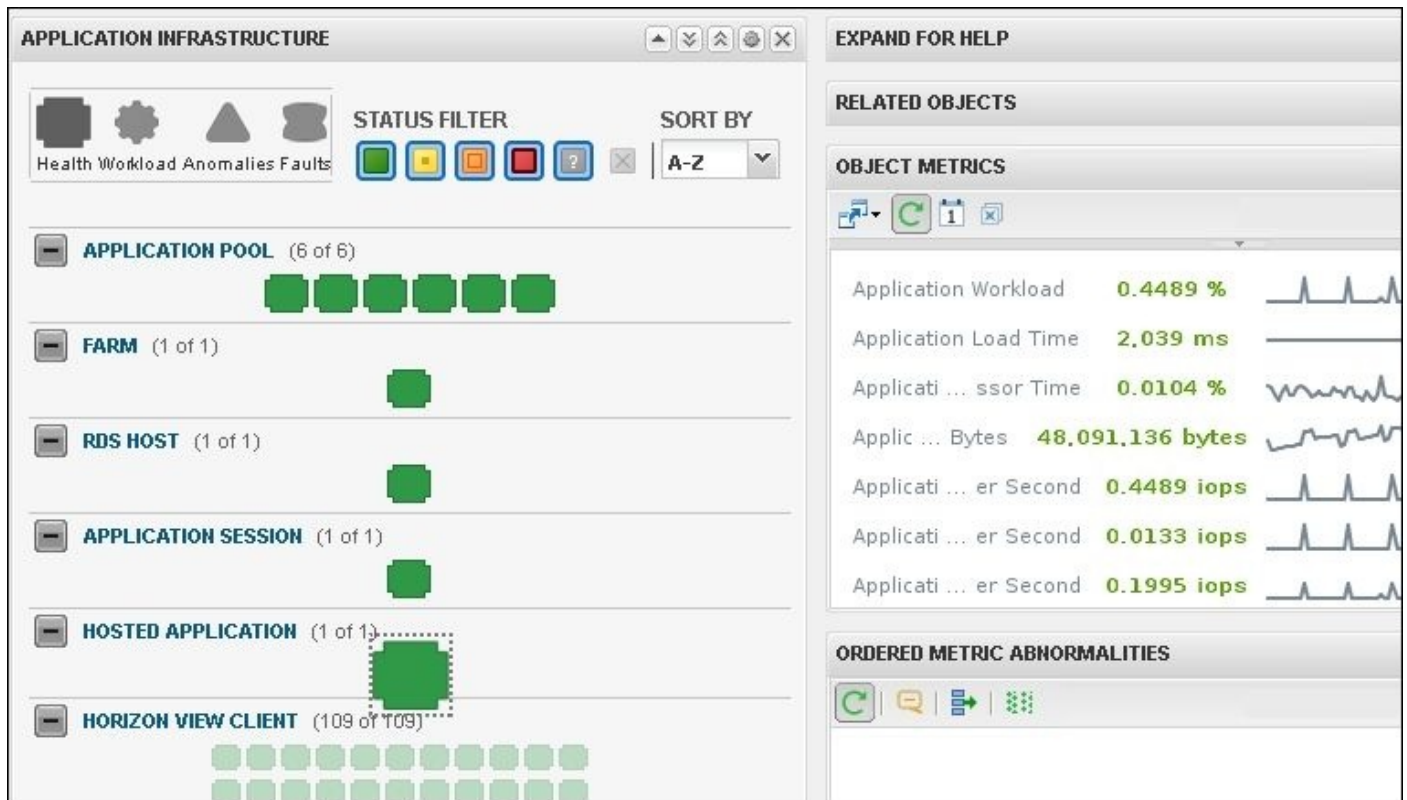 APPLICATION INFRASTRUCTURE
Health Workload Anomalies Faults
STATUS FILTER
?
SORT BY
A-Z
APPLICATION POOL (6 of 6)
FARM (1 of 1)
RDS HOST (1 of 1)
APPLICATION SESSION (1 of 1)
HOSTED APPLICATION (1 of 1)
HORIZON VIEW CLIENT (109 of 109)
EXPAND FOR HELP
RELATED OBJECTS
OBJECT METRICS
1
Application Workload 0.4489 %
Application Load Time 2,039 ms
Applicati ... ssor Time 0.0104 %
Applic ... Bytes 48,091,136 bytes
Applicati ... er Second 0.4489 iops
Applicati ... er Second 0.0133 iops
Applicati ... er Second 0.1995 iops
ORDERED METRIC ABNORMALITIES